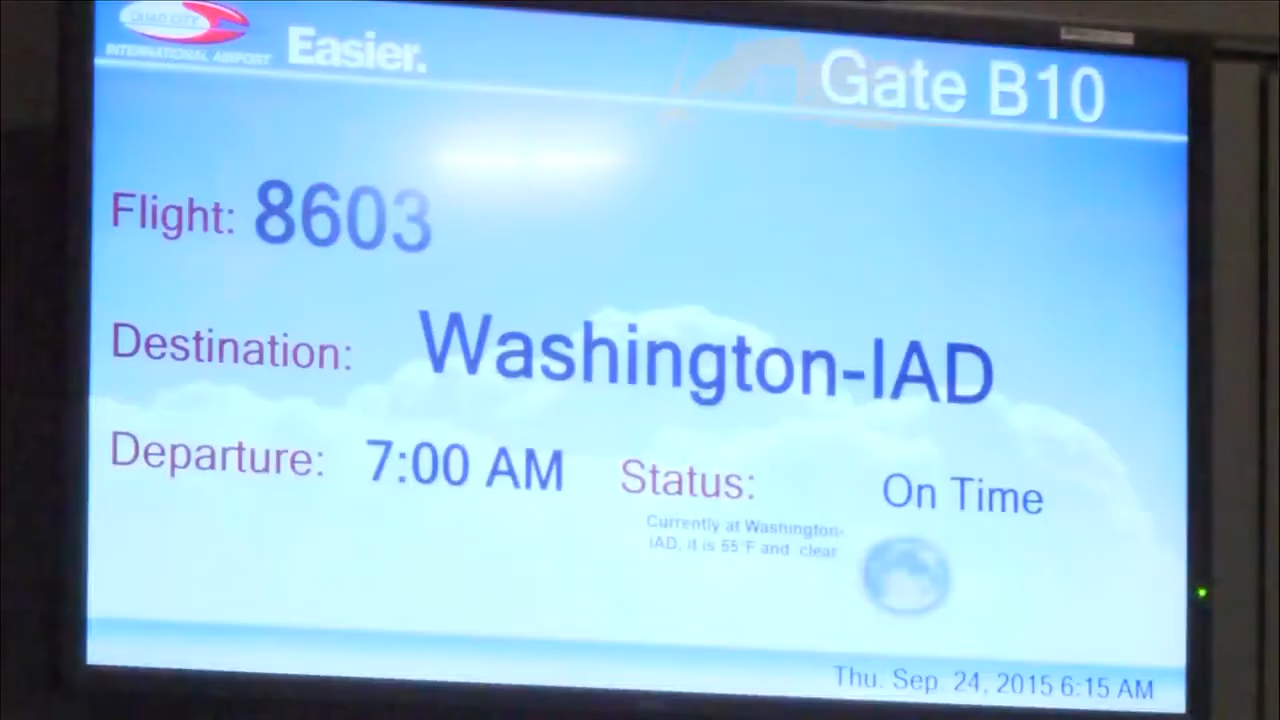 QUAD CITY
INTERNATIONAL AIRPORT
Easier.
Gate B10
Flight: 8603
Destination: Washington-IAD
Departure: 7:00 AM Status: On Time
Currently at Washington-
IAD, it is 55°F and clear
Thu. Sep. 24, 2015 6:15 AM